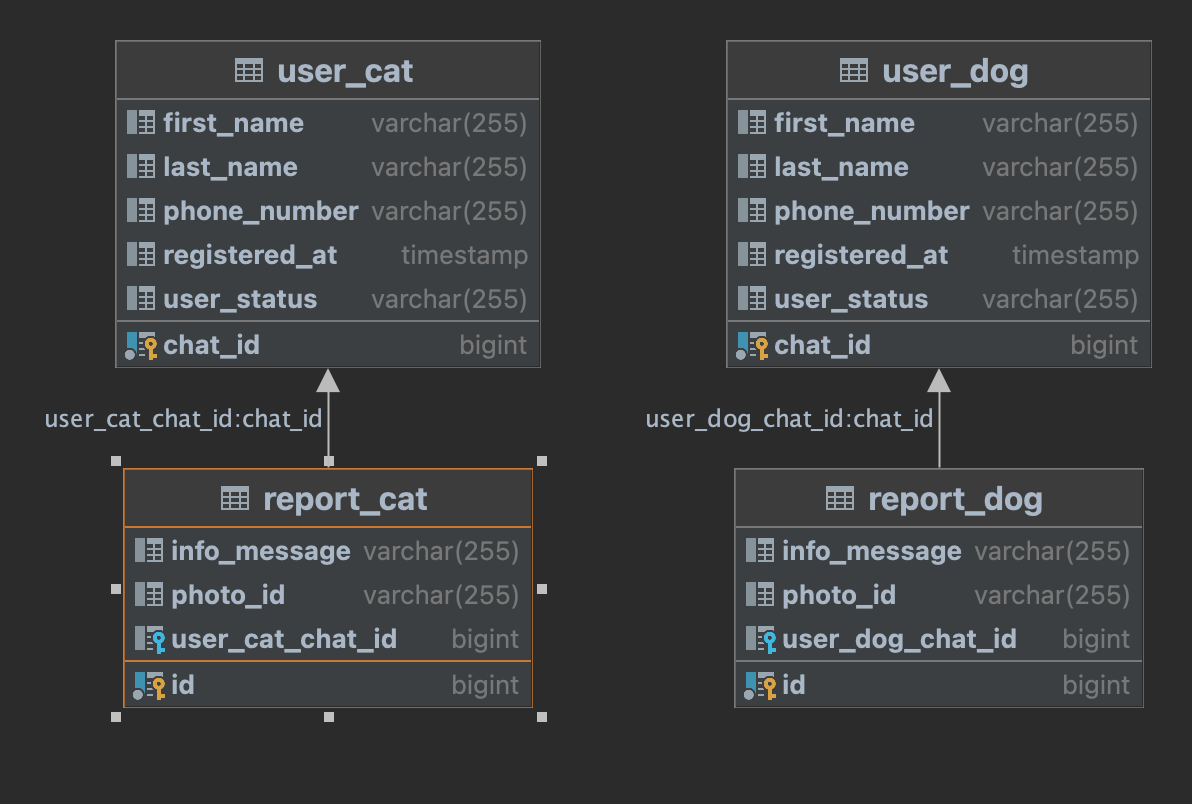 user_cat
first_name varchar(255)
last_name varchar(255)
phone_number varchar(255)
registered_at timestamp
user_status varchar(255)
chat_id bigint
user_cat_chat_id:chat_id
report_cat
info_message varchar(255)
photo_id varchar(255)
user_cat_chat_id bigint
id bigint
user_dog
first_name varchar(255)
last_name varchar(255)
phone_number varchar(255)
registered_at timestamp
user_status varchar(255)
chat_id bigint
user_dog_chat_id:chat_id
report_dog
info_message varchar(255)
photo_id varchar(255)
user_dog_chat_id bigint
id bigint